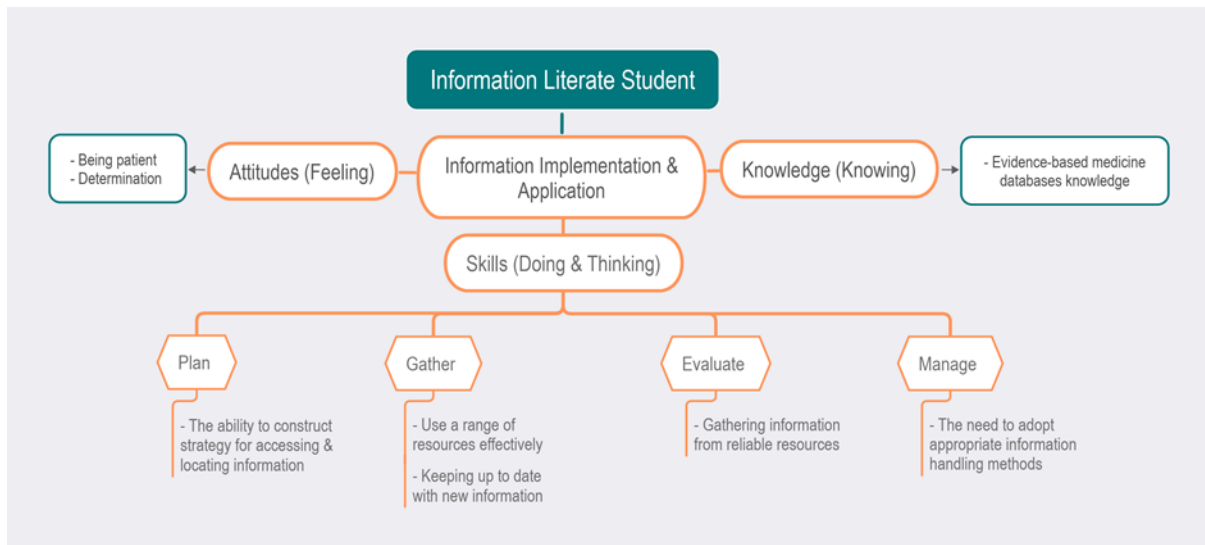 Information Literate Student
- Being patient
- Determination
Attitudes (Feeling)
Information Implementation &
Application
Knowledge (Knowing)
- Evidence-based medicine
databases knowledge
Skills (Doing & Thinking)
Plan
Gather
Evaluate
Manage
- The ability to construct
strategy for accessing &
locating information
- Use a range of
resources effectively
- Keeping up to date
with new information
- Gathering information
from reliable resources
- The need to adopt
appropriate information
handling methods